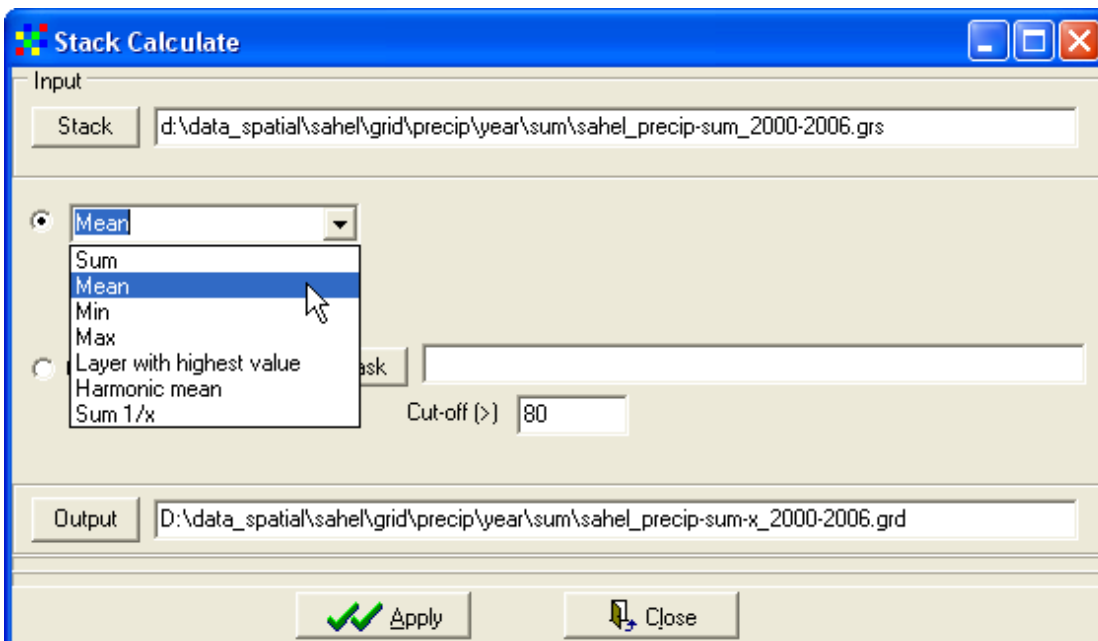 Stack Calculate
Input
Stack d:\data_spatial\sahel\grid\precip\year\sum\sahel_precip-sum_2000-2006.grs
Mean
Sum
Mean
Min
Max
Layer with highest value
Harmonic mean
Sum 1/x
ask
Cut-off (>) 80
Output D:\data_spatial\sahel\grid\precip\year\sum\sahel_precip-sum-x_2000-2006.grd
Apply Close